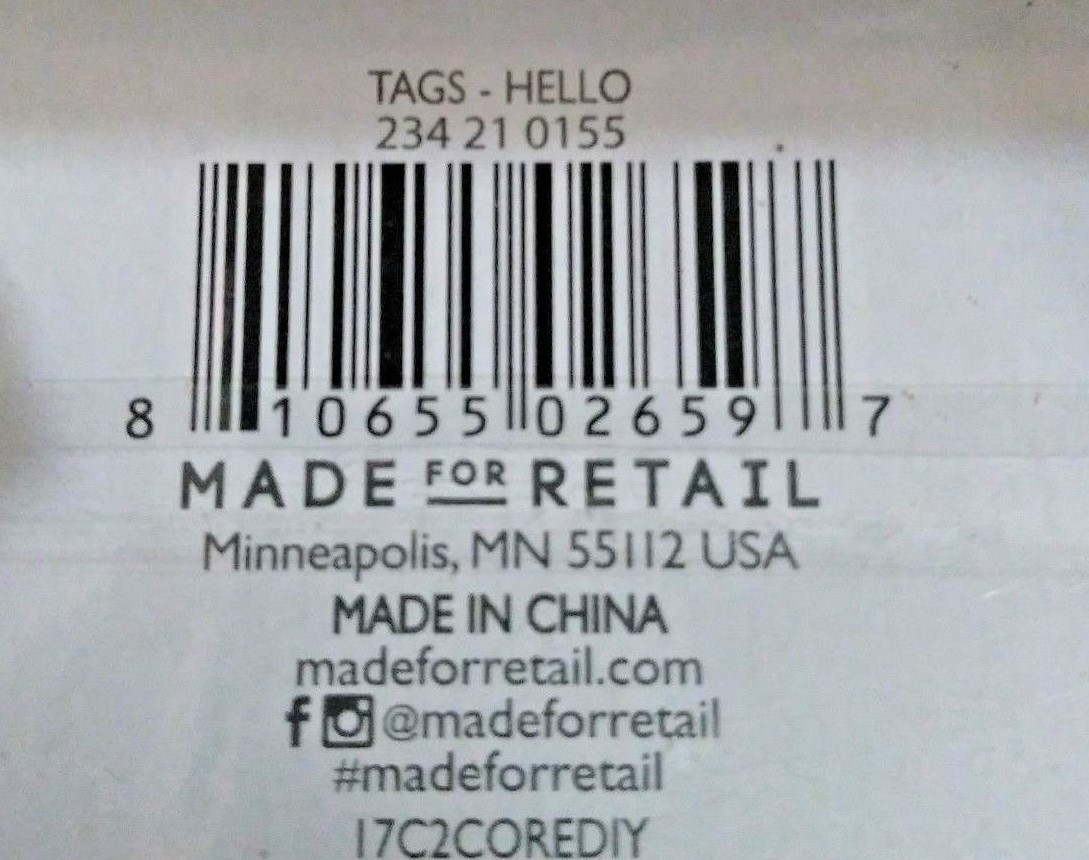 TAGS - HELLO
234 21 0155
8 10655 02659 7
MADE FOR RETAIL
Minneapolis, MN 55112 USA
MADE IN CHINA
madeforretail.com
f @madeforretail
#madeforretail
17C2COREDIY